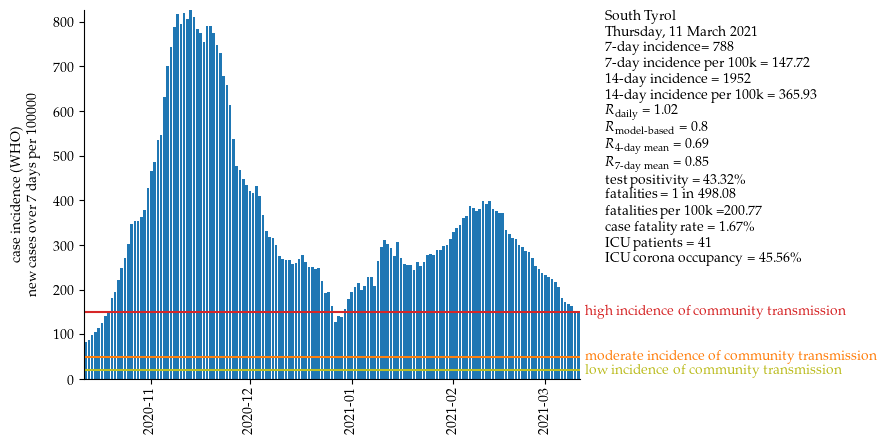 South Tyrol
Thursday, 11 March 2021
7-day incidence= 788
7-day incidence per 100k = 147.72
14-day incidence = 1952
14-day incidence per 100k = 365.93
R daily = 1.02
R model-based = 0.8
R 4-day mean = 0.69
R 7-day mean = 0.85
test positivity = 43.32%
fatalities = 1 in 498.08
fatalities per 100k =200.77
case fatality rate = 1.67%
ICU patients = 41
ICU corona occupancy = 45.56%
case incidence (WHO)
new cases over 7 days per 100000
800
700
600
500
400
300
200
100
0
high incidence of community transmission
moderate incidence of community transmission
low incidence of community transmission
2020-11
2020-12
2021-01
2021-02
2021-03